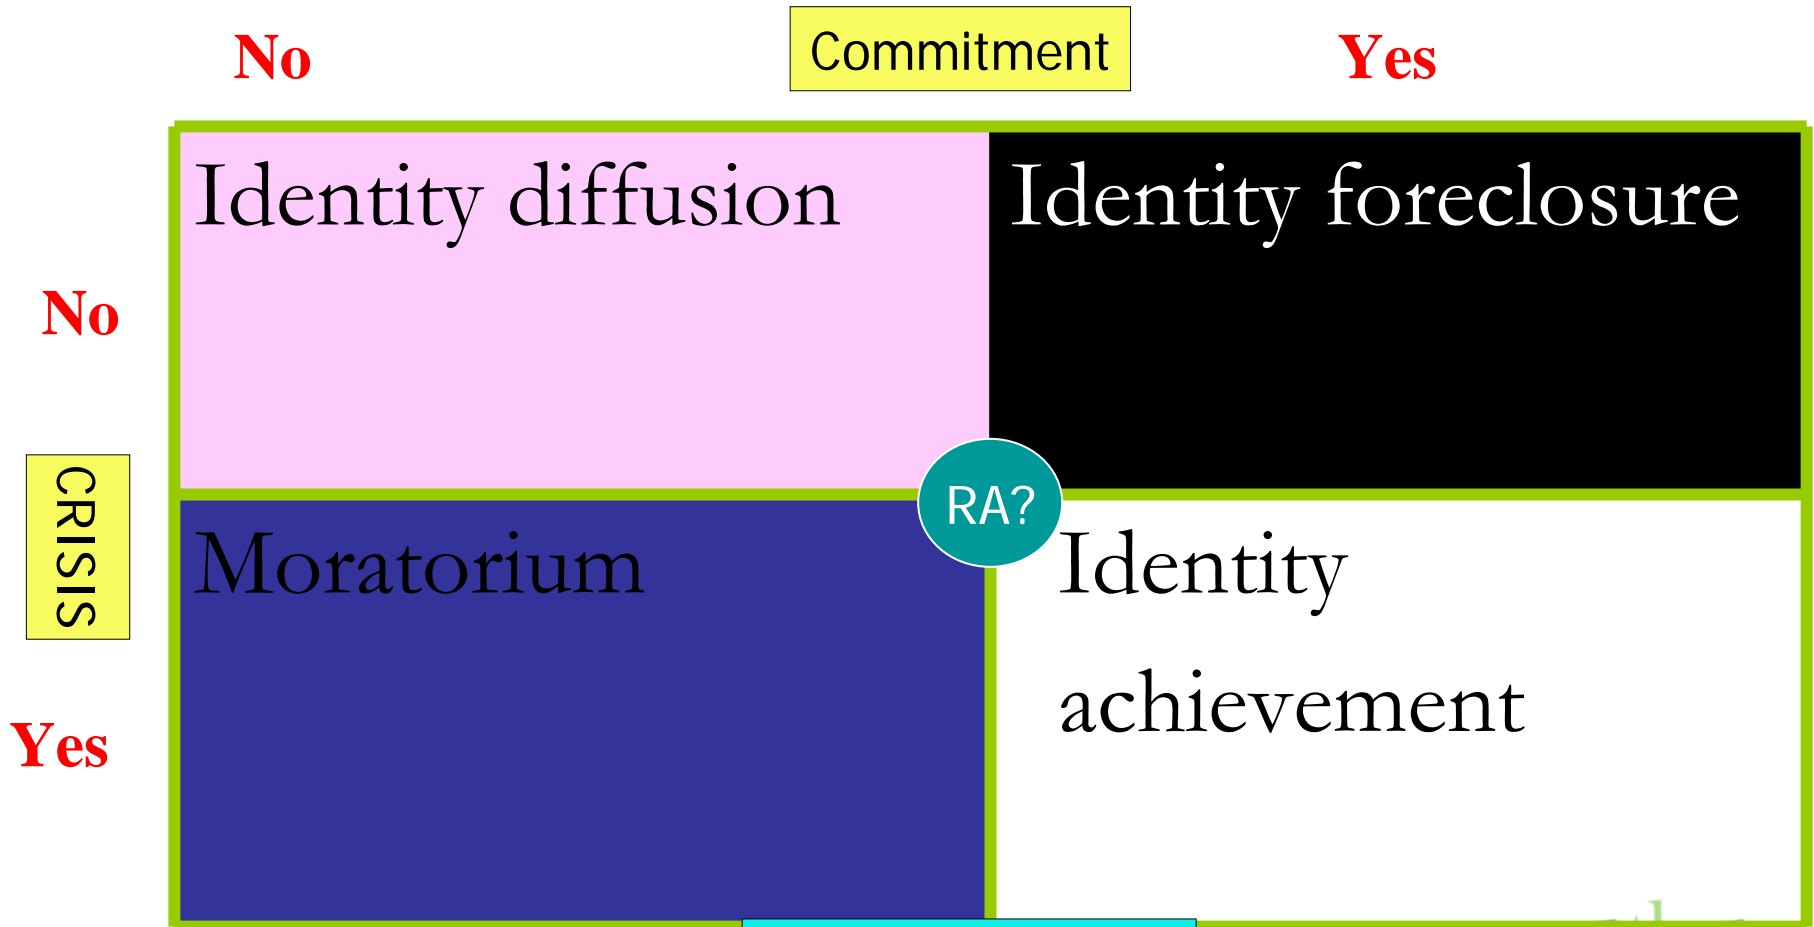 No
Commitment
Yes
Identity diffusion
Identity foreclosure
No
CRISIS
RA?
Moratorium
Identity
achievement
Yes